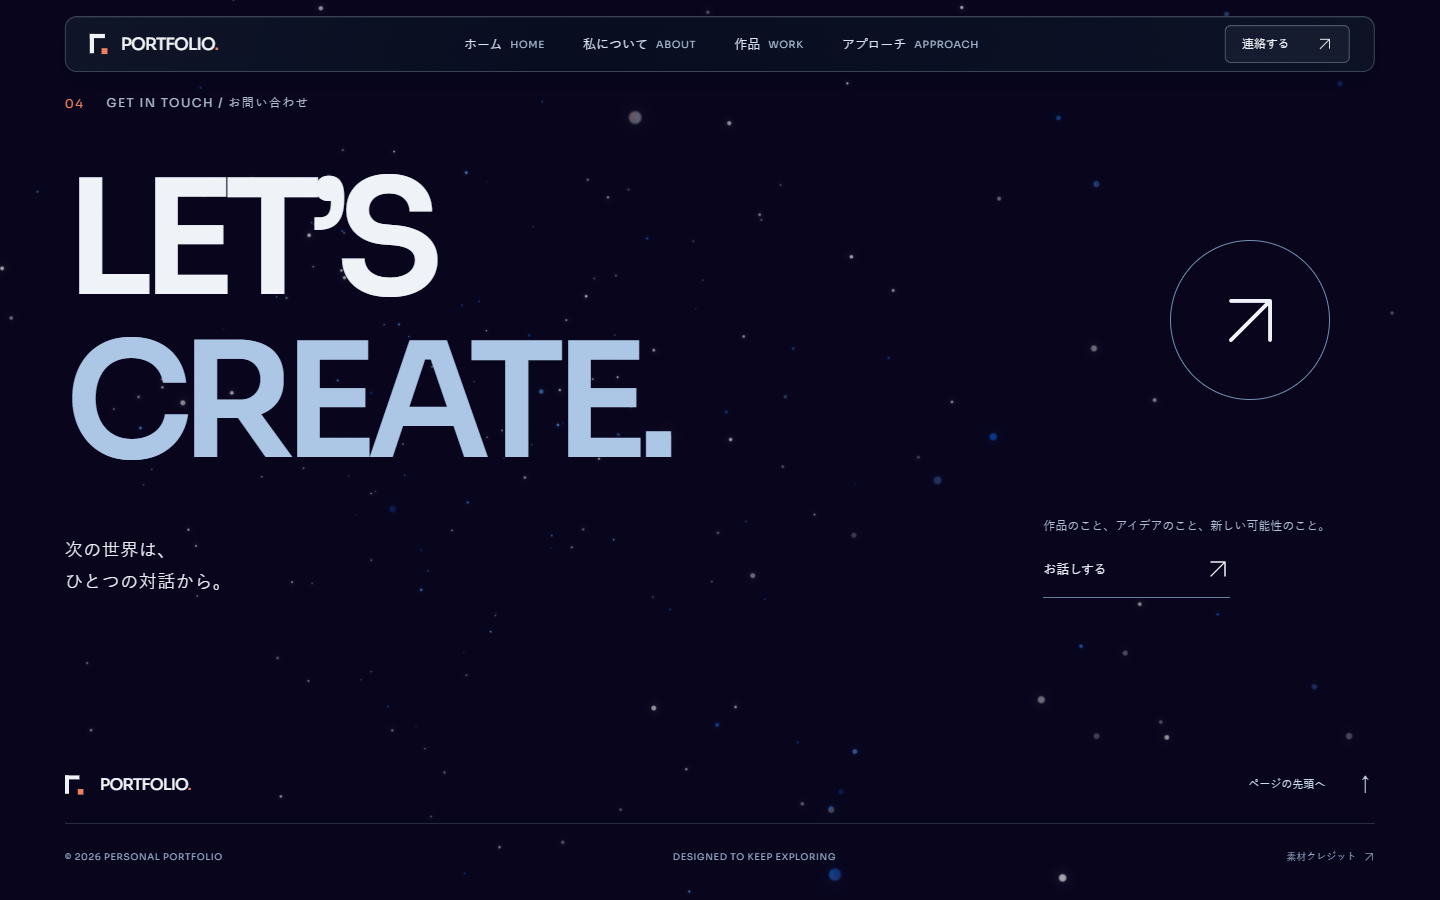 PORTFOLIO.
ホーム HOME
私について ABOUT
作品 WORK
アプローチ APPROACH
連絡する
04 GET IN TOUCH / お問い合わせ
LET’S
CREATE.
次の世界は、
ひとつの対話から。
作品のこと、アイデアのこと、新しい可能性のこと。
お話しする
PORTFOLIO.
ページの先頭へ
© 2026 PERSONAL PORTFOLIO
DESIGNED TO KEEP EXPLORING
素材クレジット